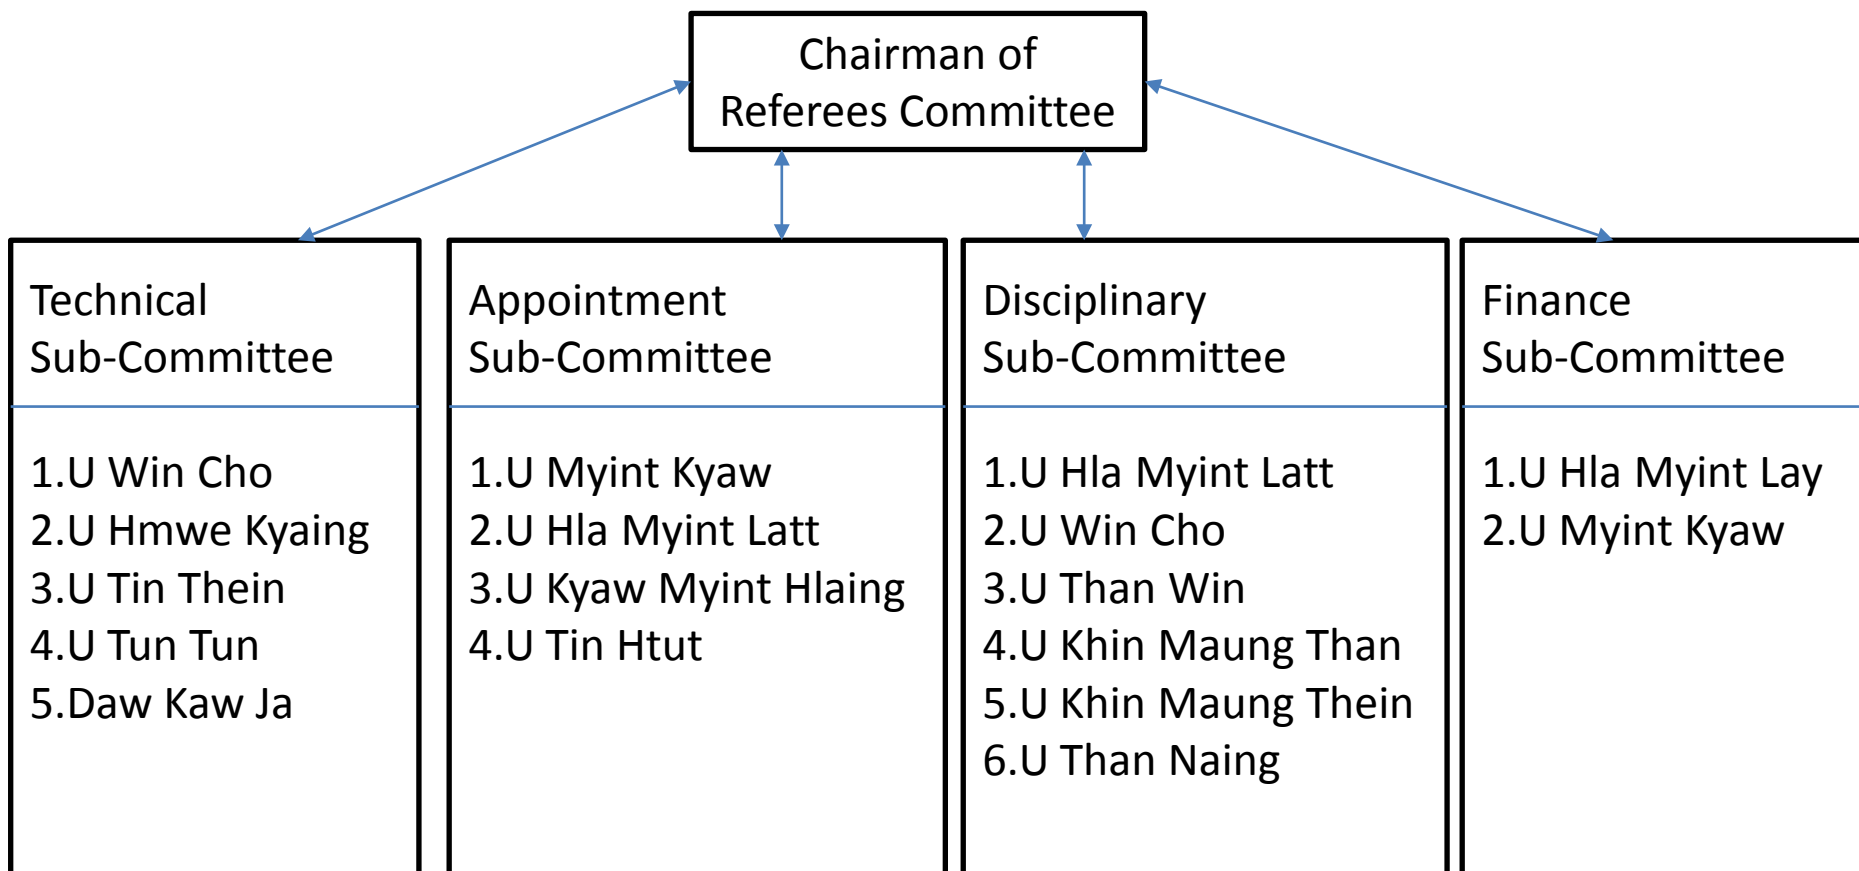 Chairman of
Referees Committee
Technical
Sub-Committee
1.U Win Cho
2.U Hmwe Kyaing
3.U Tin Thein
4.U Tun Tun
5.Daw Kaw Ja
Appointment
Sub-Committee
1.U Myint Kyaw
2.U Hla Myint Latt
3.U Kyaw Myint Hlaing
4.U Tin Htut
Disciplinary
Sub-Committee
1.U Hla Myint Latt
2.U Win Cho
3.U Than Win
4.U Khin Maung Than
5.U Khin Maung Thein
6.U Than Naing
Finance
Sub-Committee
1.U Hla Myint Lay
2.U Myint Kyaw